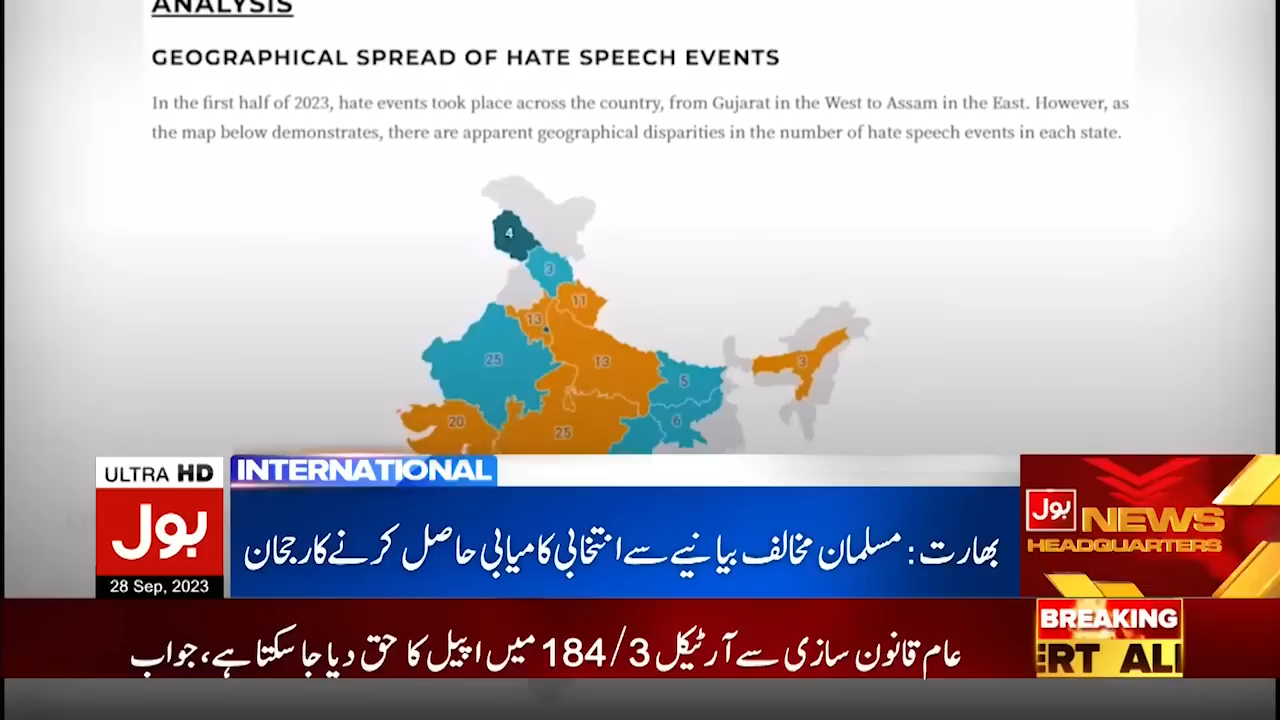 ANALYSIS
GEOGRAPHICAL SPREAD OF HATE SPEECH EVENTS
In the first half of 2023, hate events took place across the country, from Gujarat in the West to Assam in the East. However, as
the map below demonstrates, there are apparent geographical disparities in the number of hate speech events in each state.
4
3
11
13
25
13
5
3
20
25
6
ULTRA HD
INTERNATIONAL
بول
بول
NEWS
HEADQUARTERS
بھارت : مسلمان مخالف بیانیے سے انتخابی کامیابی حاصل کرنے کا رجحان
28 Sep, 2023
BREAKING
ERT ALI
عام قانون سازی سے آرٹیکل 184/3 میں اپیل کا حق دیا جا سکتا ہے، جواب